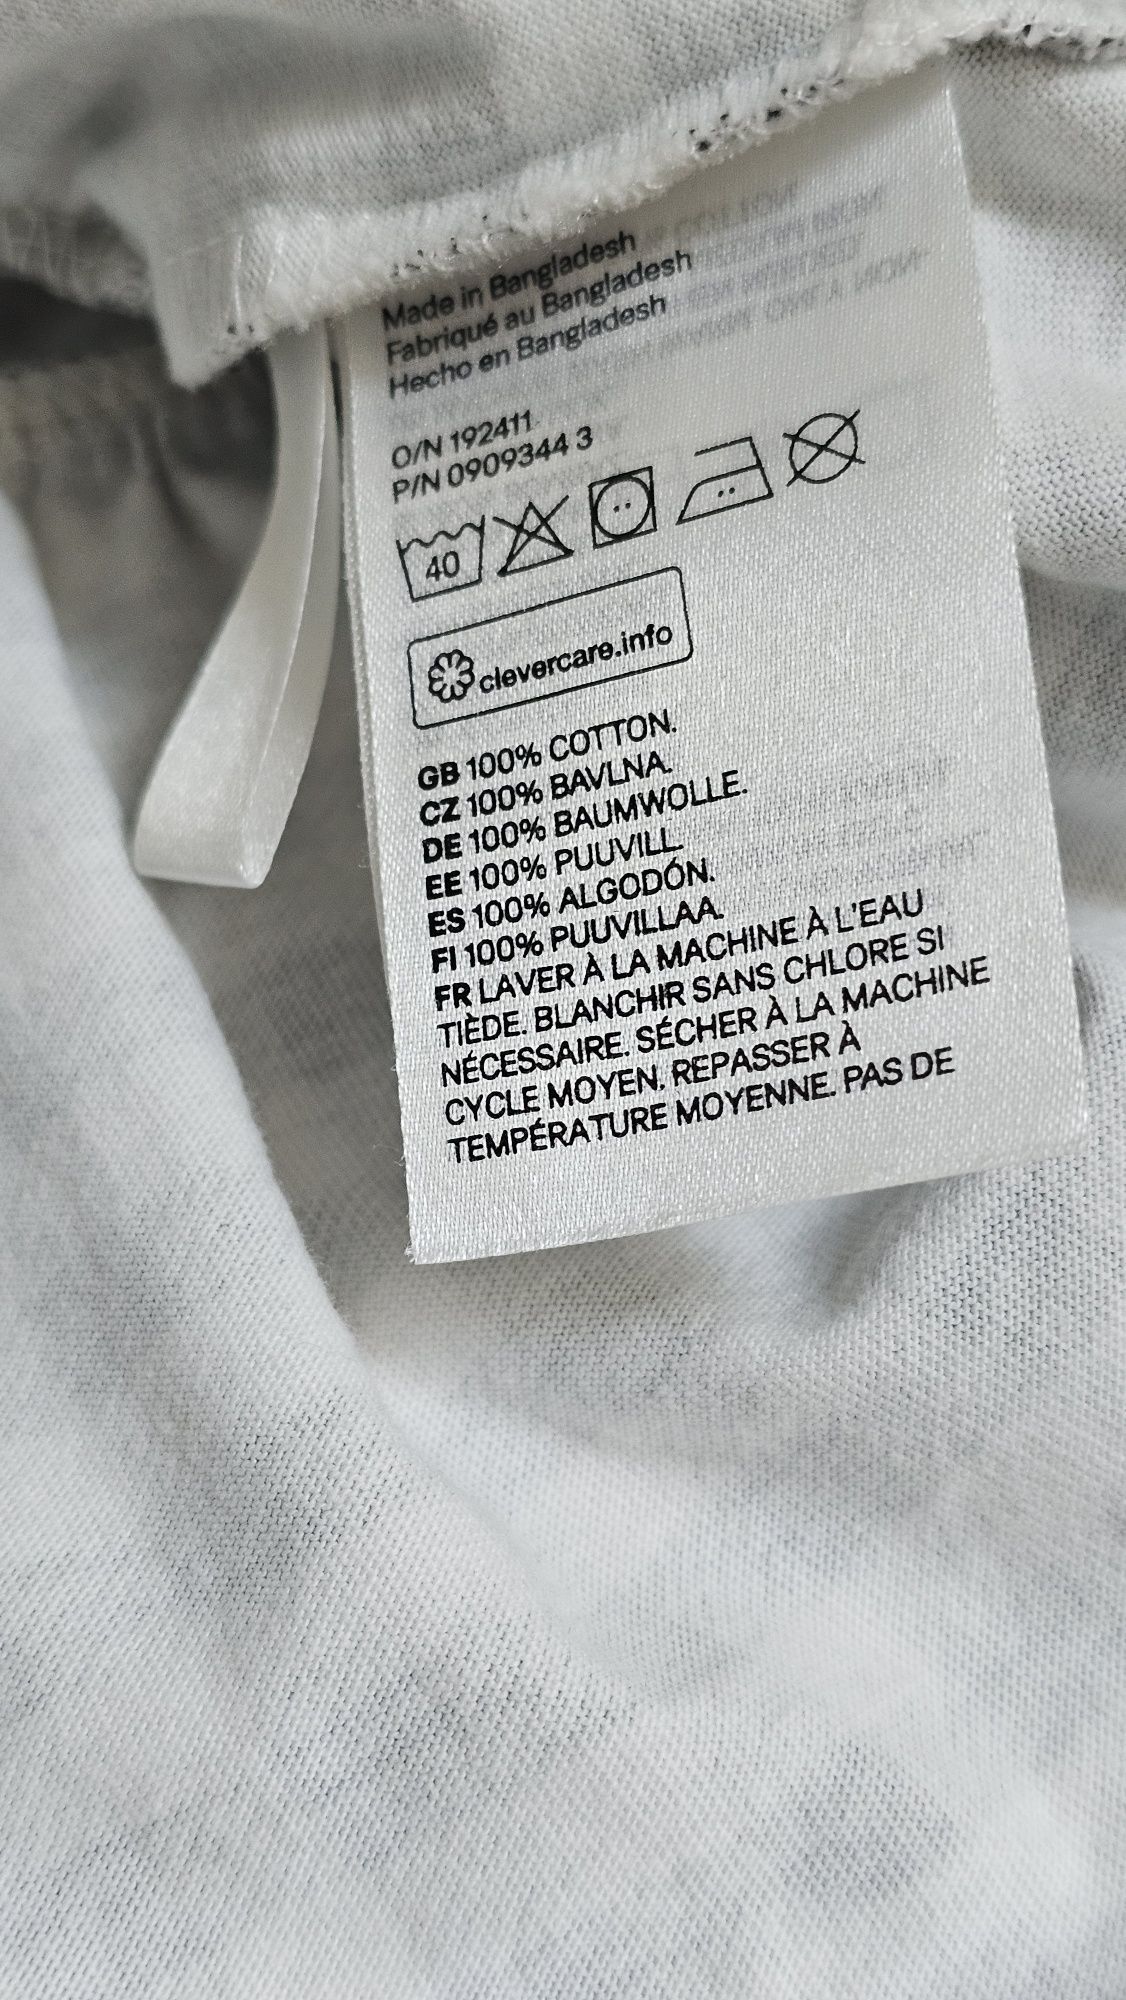 Made in Bangladesh
Fabriqué au Bangladesh
Hecho en Bangladesh
O/N 192411
P/N 0909344 3
40
clevercare.info
GB 100% COTTON.
CZ 100% BAVLNA.
DE 100% BAUMWOLLE.
EE 100% PUUVILL.
ES 100% ALGODÓN.
FI 100% PUUVILLAA.
FR LAVER À LA MACHINE À L'EAU
TIÈDE. BLANCHIR SANS CHLORE SI
NÉCESSAIRE. SÉCHER À LA MACHINE
CYCLE MOYEN. REPASSER À
TEMPÉRATURE MOYENNE. PAS DE